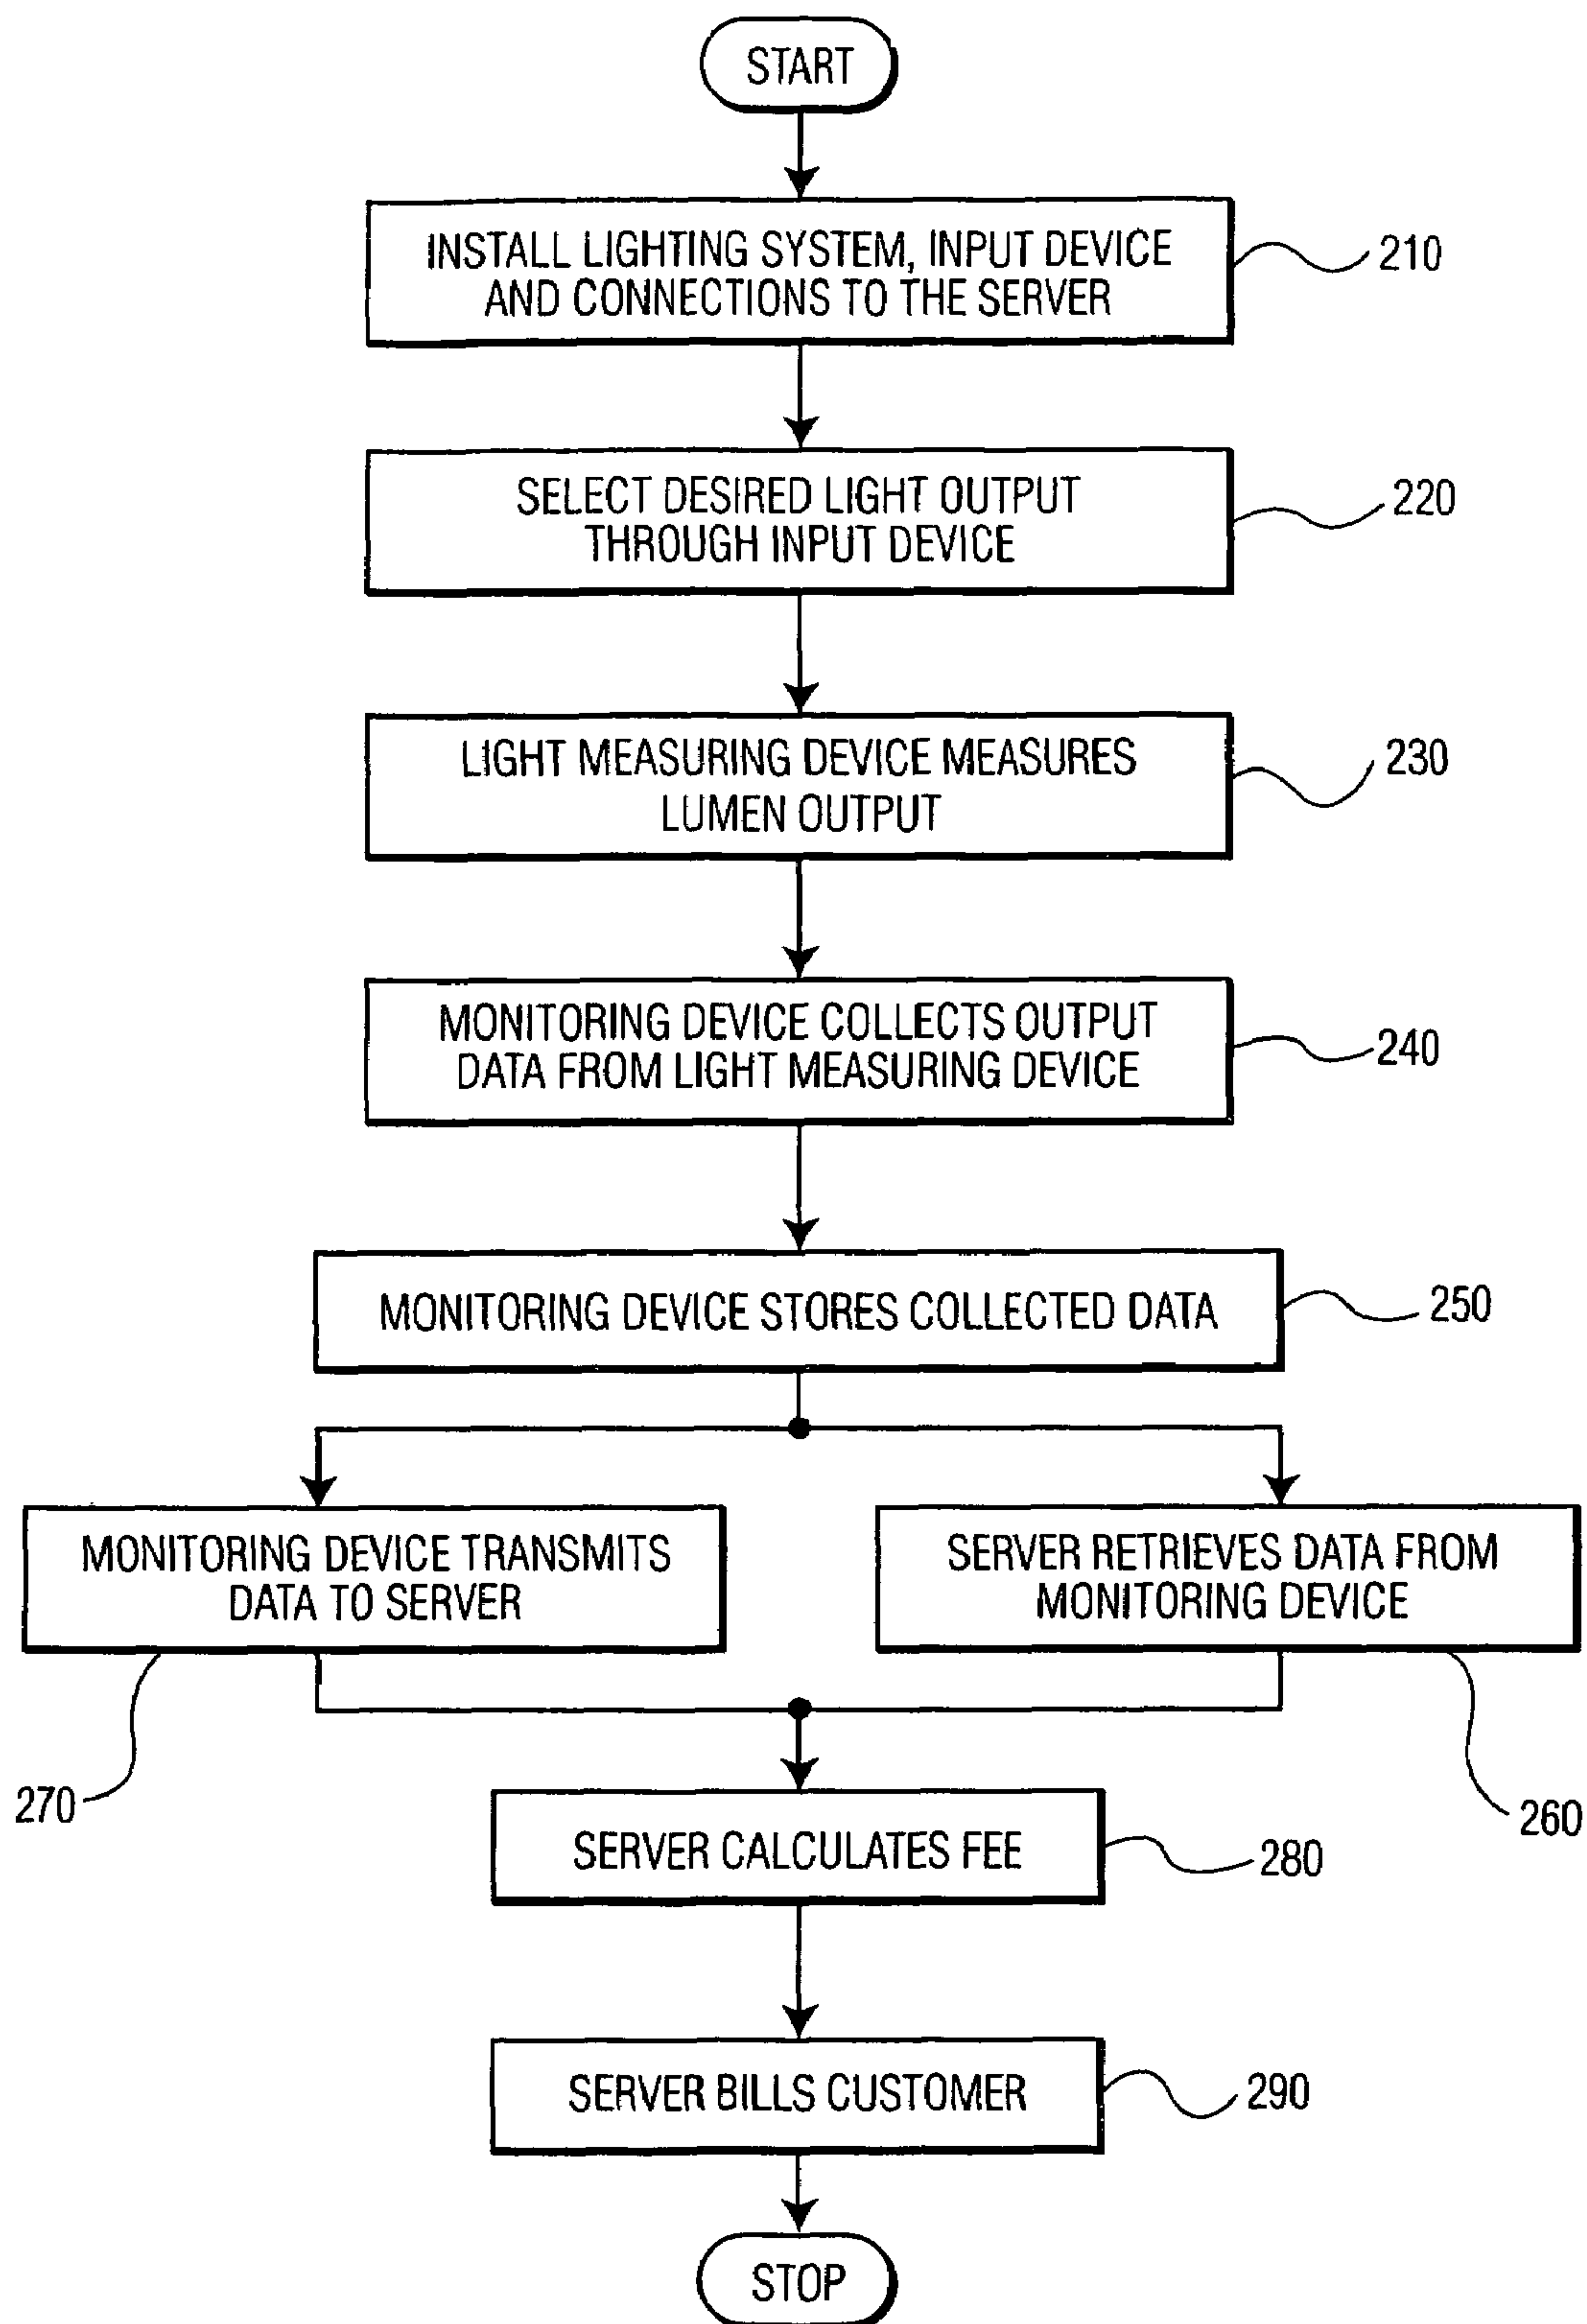 START
INSTALL LIGHTING SYSTEM, INPUT DEVICE
AND CONNECTIONS TO THE SERVER
210
SELECT DESIRED LIGHT OUTPUT
THROUGH INPUT DEVICE
220
LIGHT MEASURING DEVICE MEASURES
LUMEN OUTPUT
230
MONITORING DEVICE COLLECTS OUTPUT
DATA FROM LIGHT MEASURING DEVICE
240
MONITORING DEVICE STORES COLLECTED DATA
250
MONITORING DEVICE TRANSMITS
DATA TO SERVER
270
SERVER RETRIEVES DATA FROM
MONITORING DEVICE
260
SERVER CALCULATES FEE
280
SERVER BILLS CUSTOMER
290
STOP